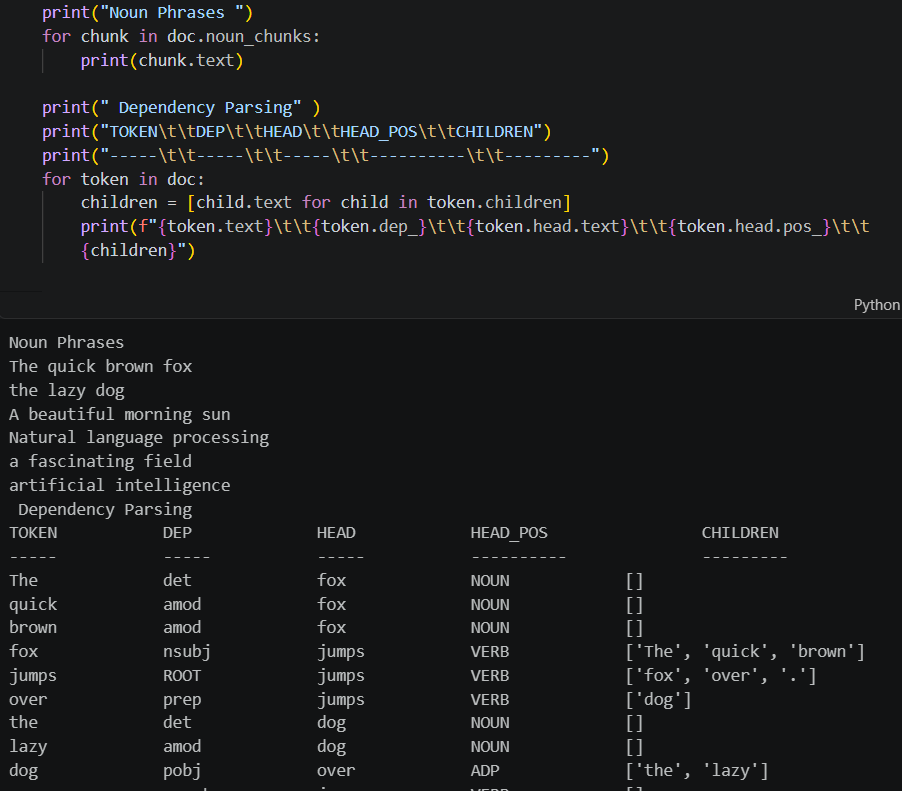 print("Noun Phrases ")
for chunk in doc.noun_chunks:
    print(chunk.text)
print(" Dependency Parsing" )
print("TOKEN\t\tDEP\t\tHEAD\t\tHEAD_POS\t\tCHILDREN")
print("-----\t\t-----\t\t-----\t\t----------\t\t---------")
for token in doc:
    children = [child.text for child in token.children]
    print(f"{token.text}\t\t{token.dep_}\t\t{token.head.text}\t\t{token.head.pos_}\t\t
    {children}")
Python
Noun Phrases
The quick brown fox
the lazy dog
A beautiful morning sun
Natural language processing
a fascinating field
artificial intelligence
 Dependency Parsing
TOKEN		DEP		HEAD		HEAD_POS		CHILDREN
-----		-----		-----		----------		---------
The		det		fox		NOUN		[]
quick		amod		fox		NOUN		[]
brown		amod		fox		NOUN		[]
fox		nsubj		jumps		VERB		['The', 'quick', 'brown']
jumps		ROOT		jumps		VERB		['fox', 'over', '.']
over		prep		jumps		VERB		['dog']
the		det		dog		NOUN		[]
lazy		amod		dog		NOUN		[]
dog		pobj		over		ADP		['the', 'lazy']